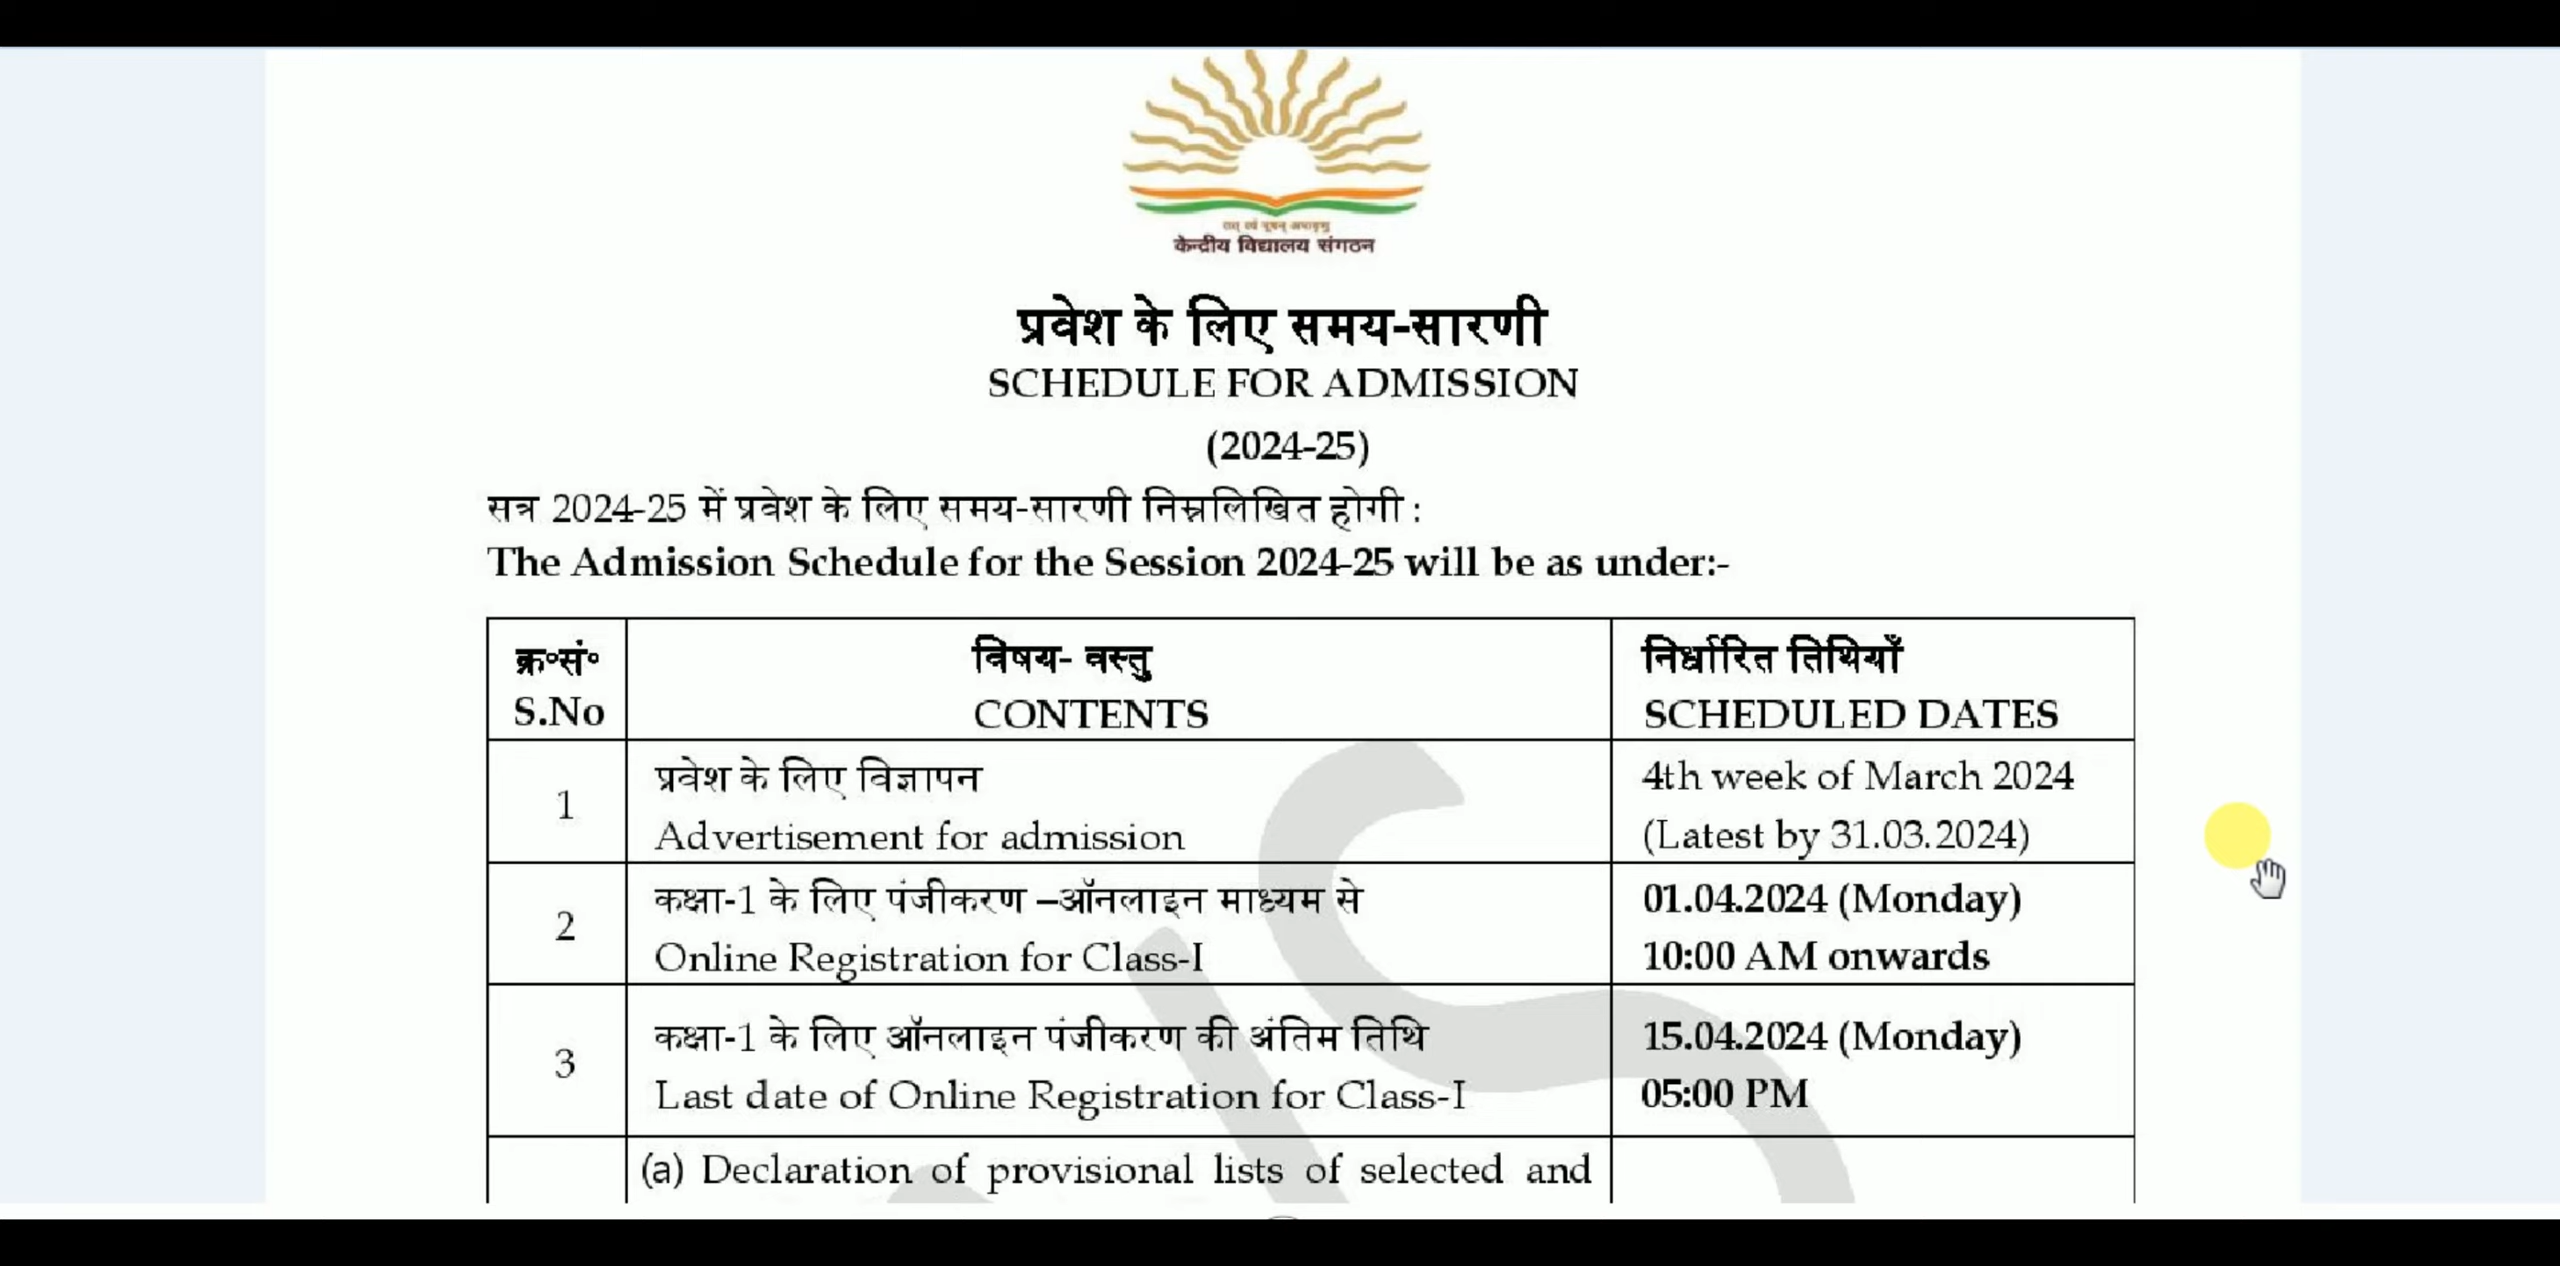 केन्द्रीय विद्यालय संगठन
प्रवेश के लिए समय-सारणी
SCHEDULE FOR ADMISSION
(2024-25)
सत्र 2024-25 में प्रवेश के लिए समय-सारणी निम्नलिखित होगी :
The Admission Schedule for the Session 2024-25 will be as under:-
क्र॰सं॰
S.No
विषय- वस्तु
CONTENTS
निर्धारित तिथियाँ
SCHEDULED DATES
1
प्रवेश के लिए विज्ञापन
Advertisement for admission
4th week of March 2024
(Latest by 31.03.2024)
2
कक्षा-1 के लिए पंजीकरण –ऑनलाइन माध्यम से
Online Registration for Class-I
01.04.2024 (Monday)
10:00 AM onwards
3
कक्षा-1 के लिए ऑनलाइन पंजीकरण की अंतिम तिथि
Last date of Online Registration for Class-I
15.04.2024 (Monday)
05:00 PM
(a) Declaration of provisional lists of selected and